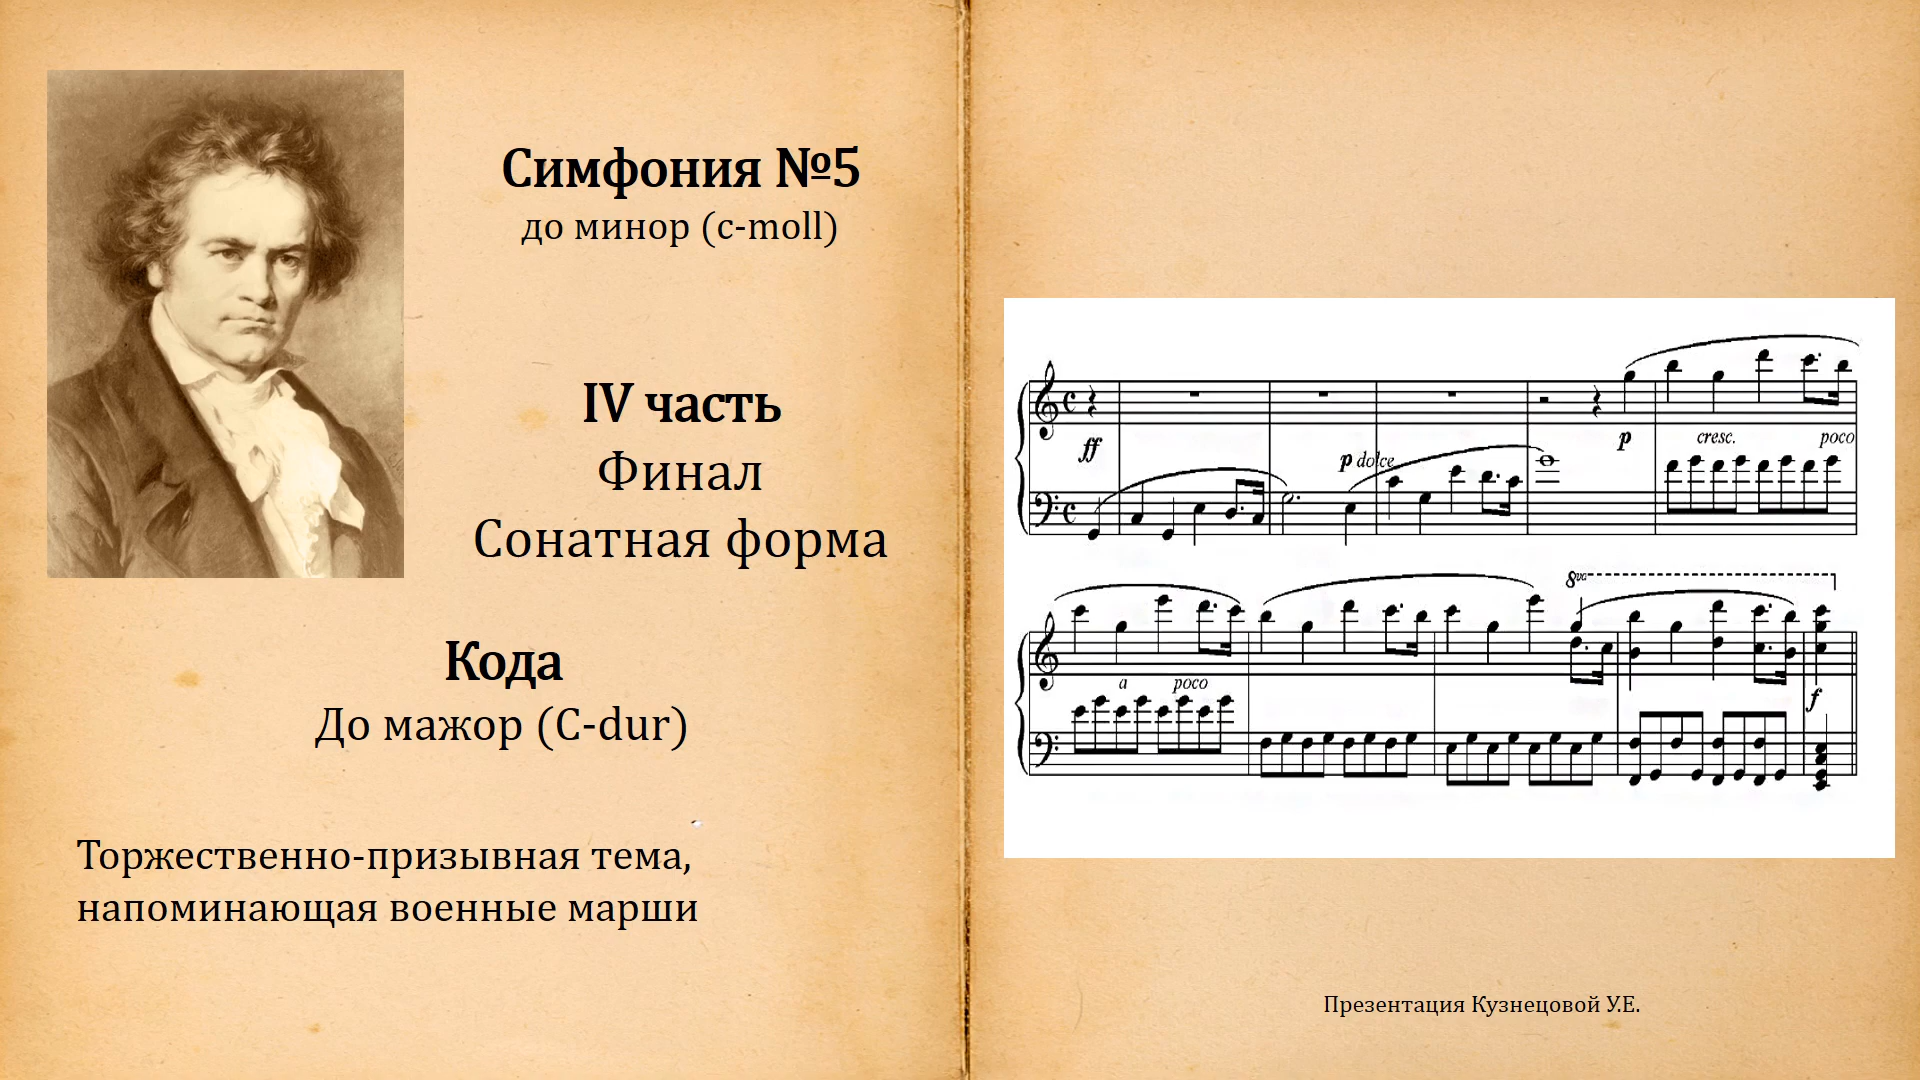 Симфония №5
до минор (c-moll)
IV часть
Финал
Сонатная форма
Кода
До мажор (C-dur)
Торжественно-призывная тема,
напоминающая военные марши
ff
p dolce
p
cresc.
poco
a
poco
8va
f
Презентация Кузнецовой У.Е.